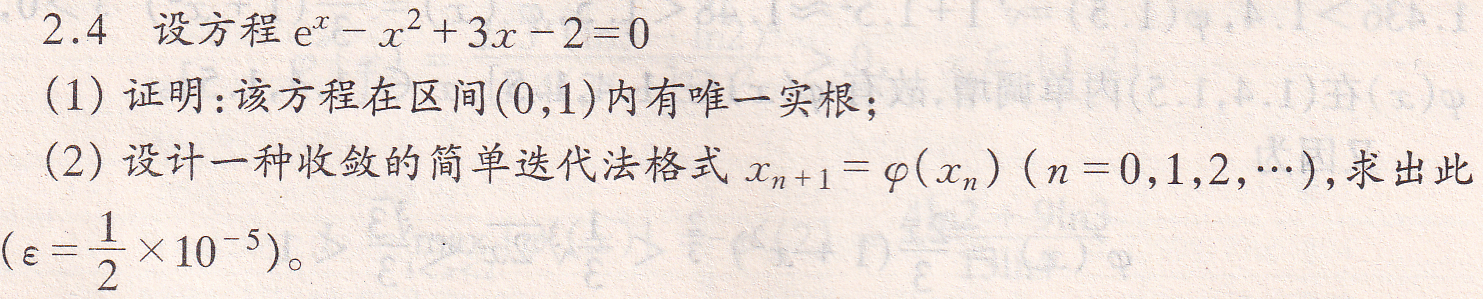 2.4 设方程 e^x − x^2 + 3x − 2 = 0
(1) 证明:该方程在区间(0,1)内有唯一实根;
(2) 设计一种收敛的简单迭代法格式 x_{n+1} = φ(x_n) (n = 0,1,2,⋯),求出此
(ε = \frac{1}{2} × 10^{−5})。